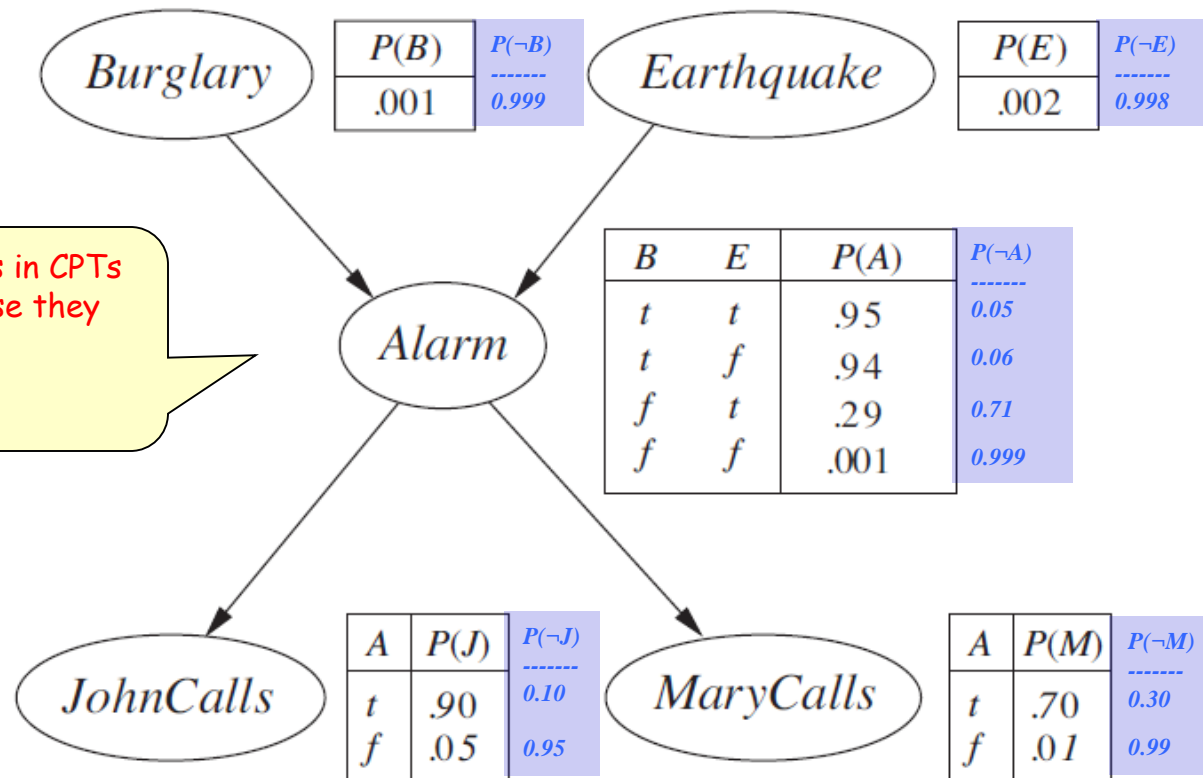 Burglary
P(B) P(¬B)
-------
.001 0.999
Earthquake
P(E) P(¬E)
-------
.002 0.998
s in CPTs
se they
Alarm
B E P(A) P(¬A)
-------
t t .95 0.05
t f .94 0.06
f t .29 0.71
f f .001 0.999
JohnCalls
A P(J) P(¬J)
-------
t .90 0.10
f .05 0.95
MaryCalls
A P(M) P(¬M)
-------
t .70 0.30
f .01 0.99